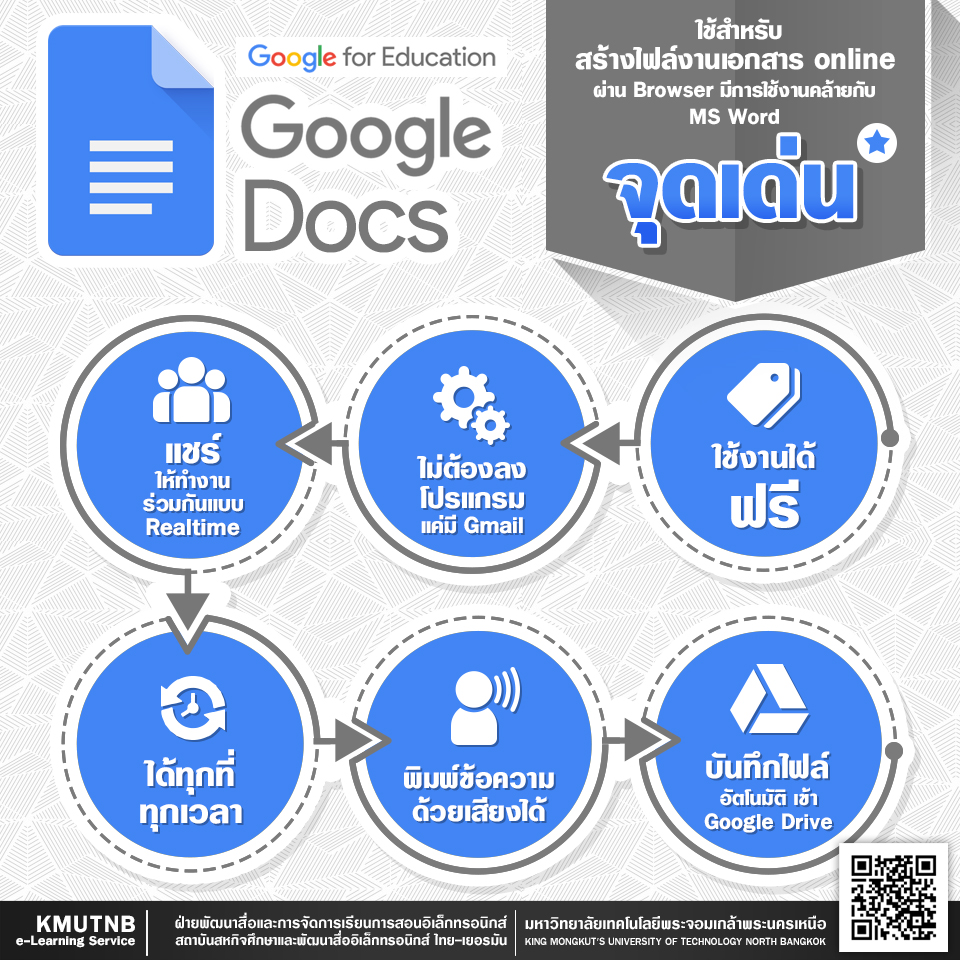 Google for Education
Google
Docs
ใช้สำหรับ
สร้างไฟล์งานเอกสาร online
ผ่าน Browser มีการใช้งานคล้ายกับ
MS Word
จุดเด่น
ใช้งานได้
ฟรี
ไม่ต้องลง
โปรแกรม
แค่มี Gmail
แชร์
ให้ทำงาน
ร่วมกันแบบ
Realtime
ได้ทุกที่
ทุกเวลา
พิมพ์ข้อความ
ด้วยเสียงได้
บันทึกไฟล์
อัตโนมัติ เข้า
Google Drive
KMUTNB
e-Learning Service
ฝ่ายพัฒนาสื่อและการจัดการเรียนการสอนอิเล็กทรอนิกส์
สถาบันสหกิจศึกษาและพัฒนาสื่ออิเล็กทรอนิกส์ ไทย-เยอรมัน
มหาวิทยาลัยเทคโนโลยีพระจอมเกล้าพระนครเหนือ
KING MONGKUT'S UNIVERSITY OF TECHNOLOGY NORTH BANGKOK